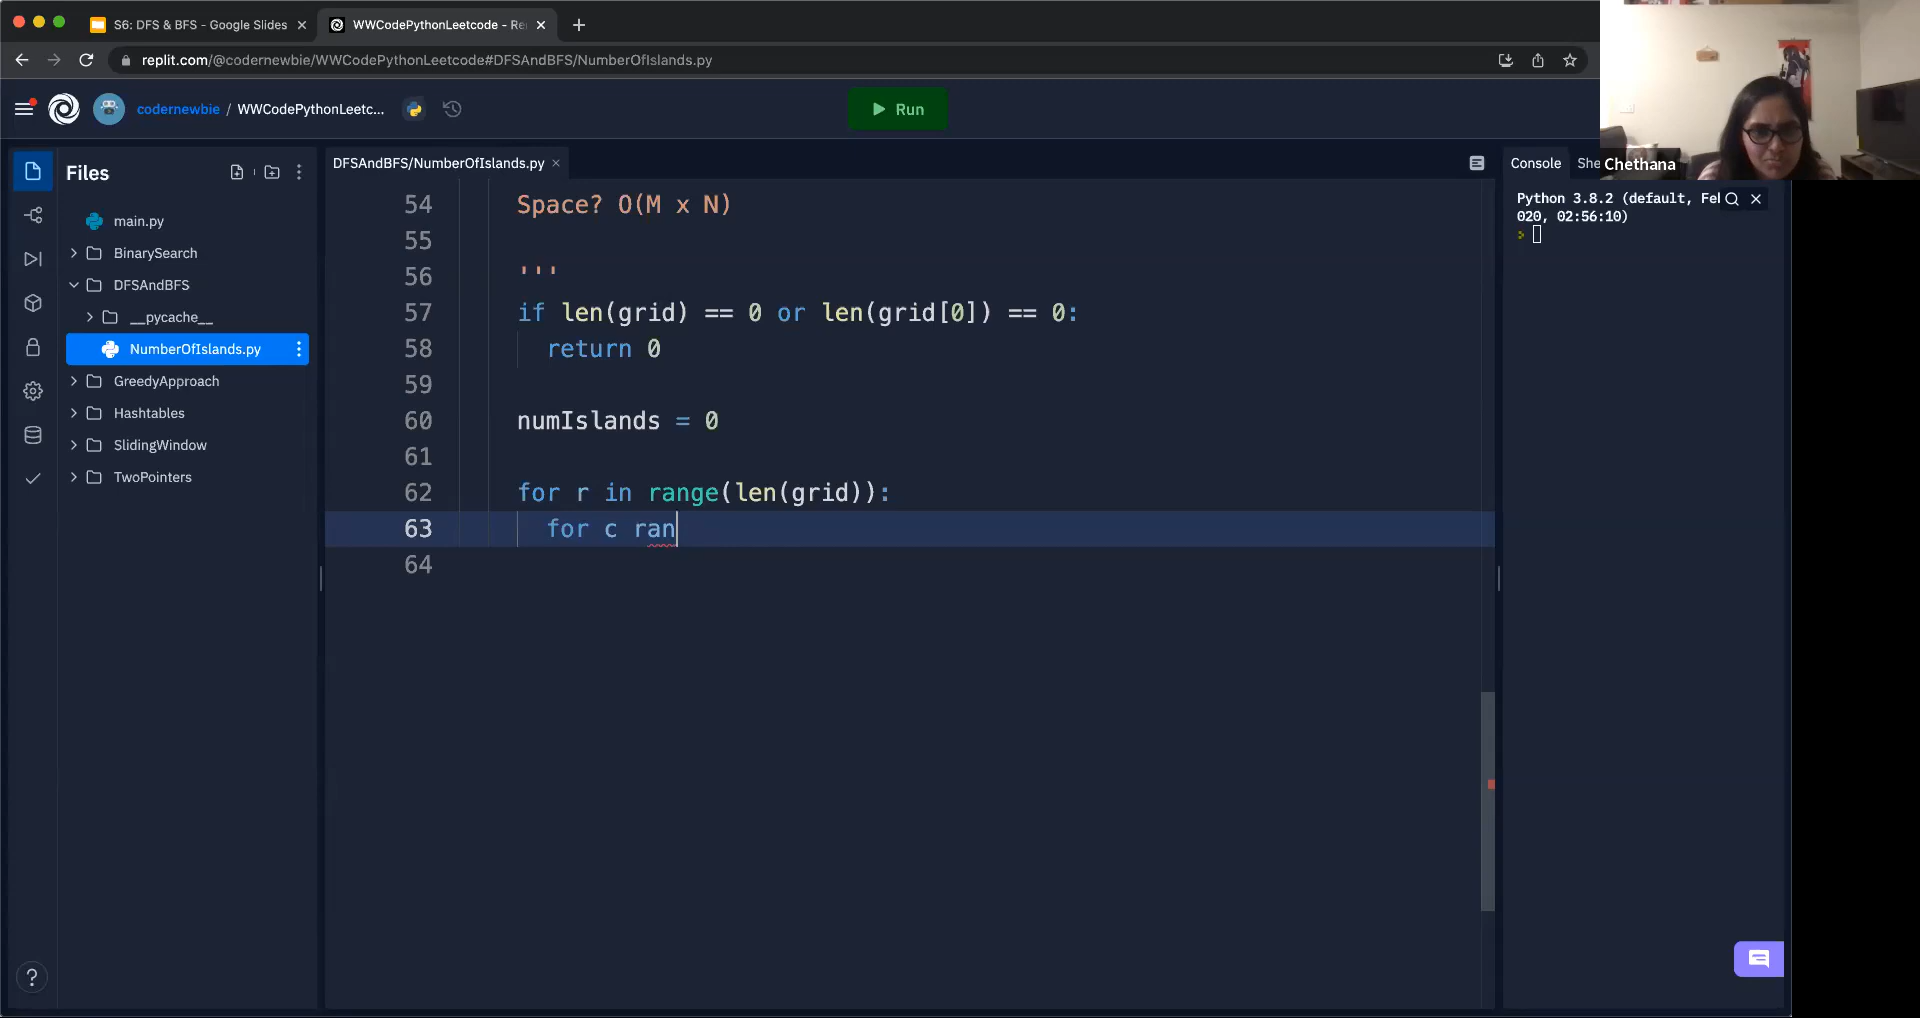 S6: DFS & BFS - Google Slides
WWCodePythonLeetcode - Re
replit.com/@codernewbie/WWCodePythonLeetcode#DFSAndBFS/NumberOfIslands.py
codernewbie / WWCodePythonLeetc...
Run
Files
main.py
BinarySearch
DFSAndBFS
__pycache__
NumberOfIslands.py
GreedyApproach
Hashtables
SlidingWindow
TwoPointers
DFSAndBFS/NumberOfIslands.py
54 Space? O(M x N)
55
56 '''
57 if len(grid) == 0 or len(grid[0]) == 0:
58 return 0
59
60 numIslands = 0
61
62 for r in range(len(grid)):
63 for c ran
64
Console She
Chethana
Python 3.8.2 (default, Fe
020, 02:56:10)
?